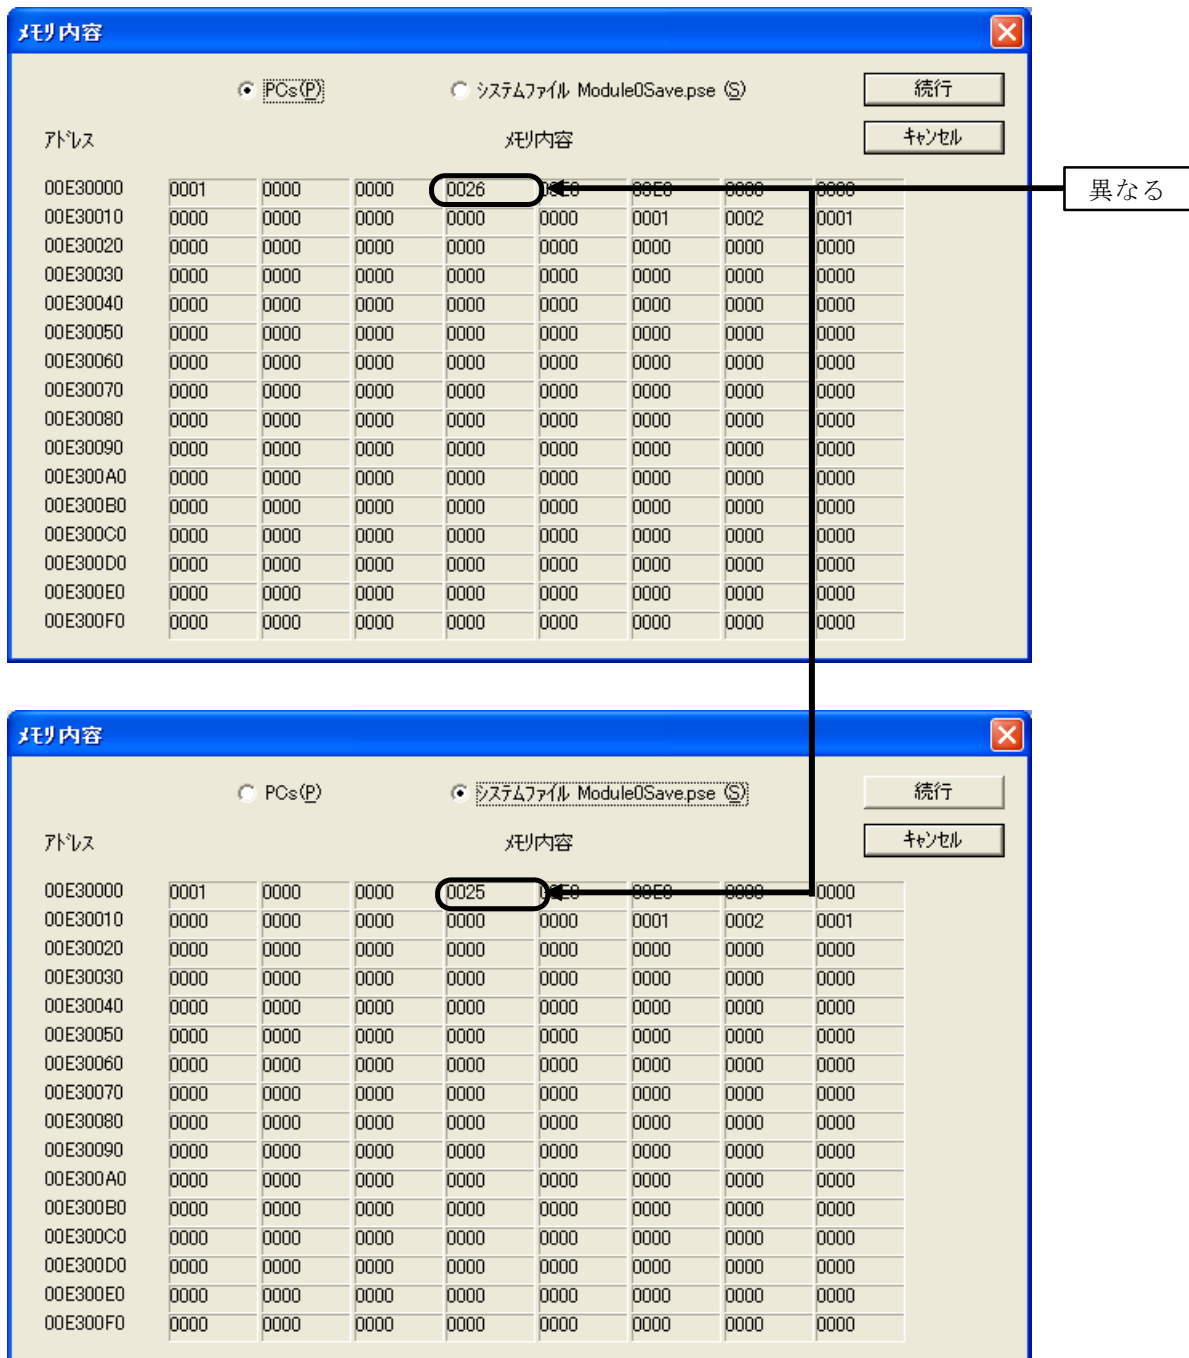 メモリ内容
PCs(P) システムファイル Module0Save.pse (S) 続行
アドレス メモリ内容 キャンセル
00E30000 0001 0000 0000 0026 0000 0000
異なる
00E30010 0000 0000 0000 0000 0000 0001 0002 0001
00E30020 0000 0000 0000 0000 0000 0000 0000 0000
00E30030 0000 0000 0000 0000 0000 0000 0000 0000
00E30040 0000 0000 0000 0000 0000 0000 0000 0000
00E30050 0000 0000 0000 0000 0000 0000 0000 0000
00E30060 0000 0000 0000 0000 0000 0000 0000 0000
00E30070 0000 0000 0000 0000 0000 0000 0000 0000
00E30080 0000 0000 0000 0000 0000 0000 0000 0000
00E30090 0000 0000 0000 0000 0000 0000 0000 0000
00E300A0 0000 0000 0000 0000 0000 0000 0000 0000
00E300B0 0000 0000 0000 0000 0000 0000 0000 0000
00E300C0 0000 0000 0000 0000 0000 0000 0000 0000
00E300D0 0000 0000 0000 0000 0000 0000 0000 0000
00E300E0 0000 0000 0000 0000 0000 0000 0000 0000
00E300F0 0000 0000 0000 0000 0000 0000 0000 0000
メモリ内容
PCs(P) システムファイル Module0Save.pse (S) 続行
アドレス メモリ内容 キャンセル
00E30000 0001 0000 0000 0025 0000 0000
00E30010 0000 0000 0000 0000 0000 0001 0002 0001
00E30020 0000 0000 0000 0000 0000 0000 0000 0000
00E30030 0000 0000 0000 0000 0000 0000 0000 0000
00E30040 0000 0000 0000 0000 0000 0000 0000 0000
00E30050 0000 0000 0000 0000 0000 0000 0000 0000
00E30060 0000 0000 0000 0000 0000 0000 0000 0000
00E30070 0000 0000 0000 0000 0000 0000 0000 0000
00E30080 0000 0000 0000 0000 0000 0000 0000 0000
00E30090 0000 0000 0000 0000 0000 0000 0000 0000
00E300A0 0000 0000 0000 0000 0000 0000 0000 0000
00E300B0 0000 0000 0000 0000 0000 0000 0000 0000
00E300C0 0000 0000 0000 0000 0000 0000 0000 0000
00E300D0 0000 0000 0000 0000 0000 0000 0000 0000
00E300E0 0000 0000 0000 0000 0000 0000 0000 0000
00E300F0 0000 0000 0000 0000 0000 0000 0000 0000